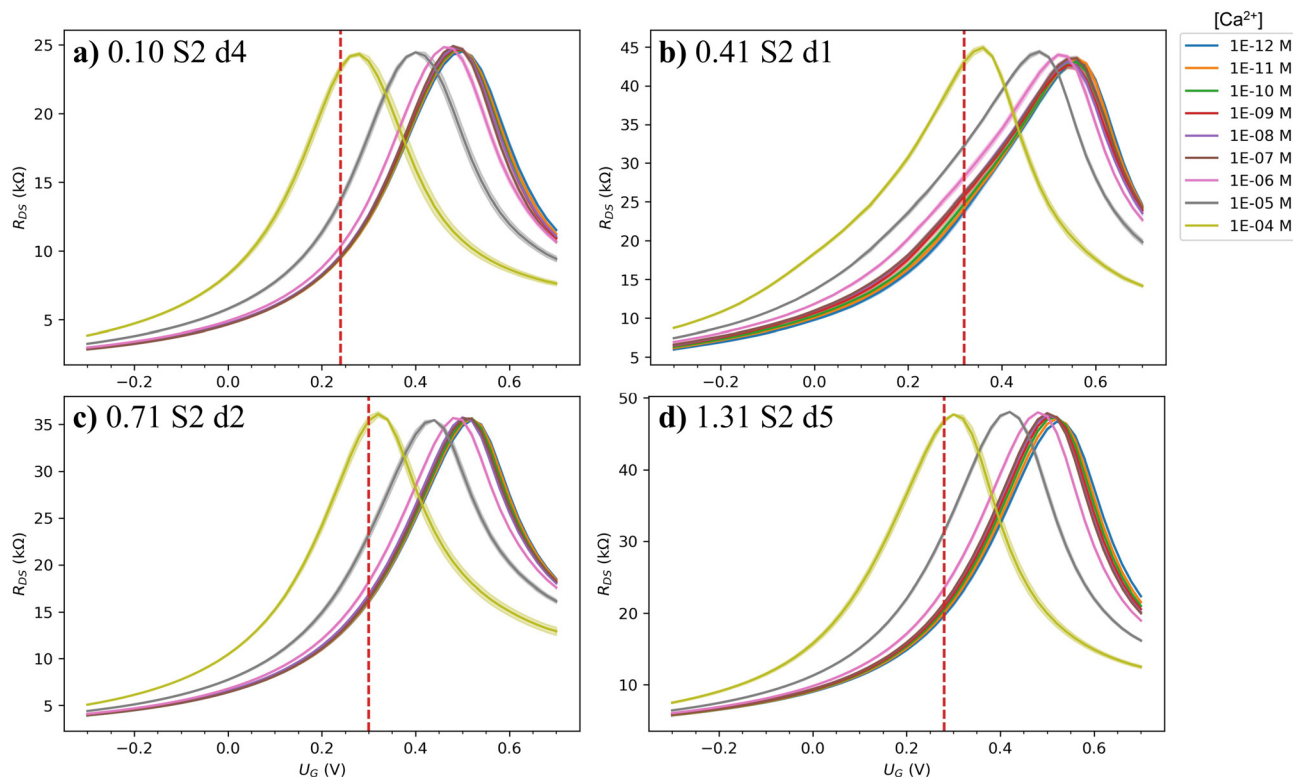 a) 0.10 S2 d4
25
20
15
10
5
R_DS (kΩ)
−0.2 0.0 0.2 0.4 0.6
b) 0.41 S2 d1
45
40
35
30
25
20
15
10
5
R_DS (kΩ)
−0.2 0.0 0.2 0.4 0.6
[Ca²⁺]
1E-12 M
1E-11 M
1E-10 M
1E-09 M
1E-08 M
1E-07 M
1E-06 M
1E-05 M
1E-04 M
c) 0.71 S2 d2
35
30
25
20
15
10
5
R_DS (kΩ)
−0.2 0.0 0.2 0.4 0.6
U_G (V)
d) 1.31 S2 d5
50
40
30
20
10
R_DS (kΩ)
−0.2 0.0 0.2 0.4 0.6
U_G (V)